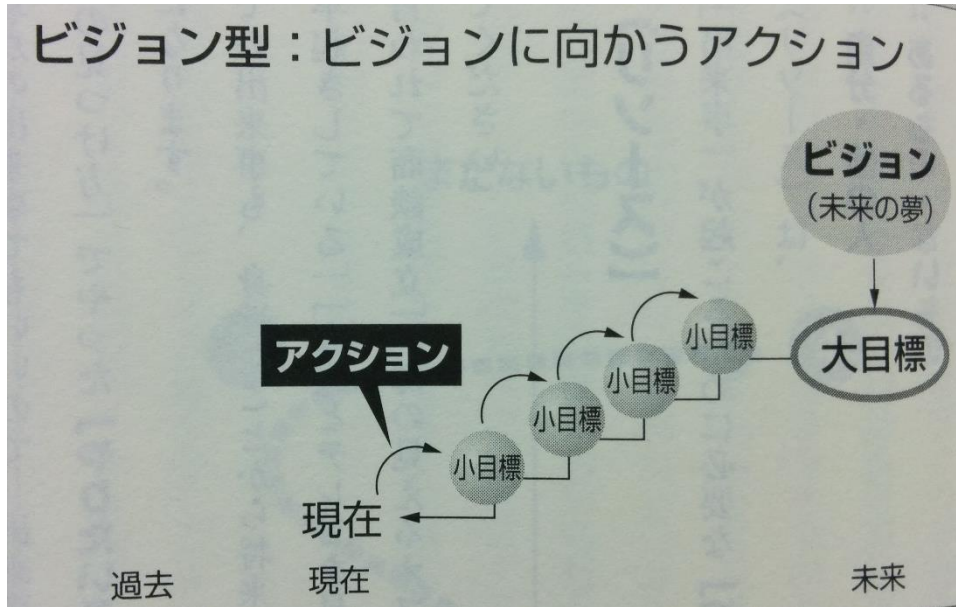 ビジョン型：ビジョンに向かうアクション
ビジョン
(未来の夢)
大目標
小目標
小目標
小目標
小目標
アクション
現在
過去
現在
未来